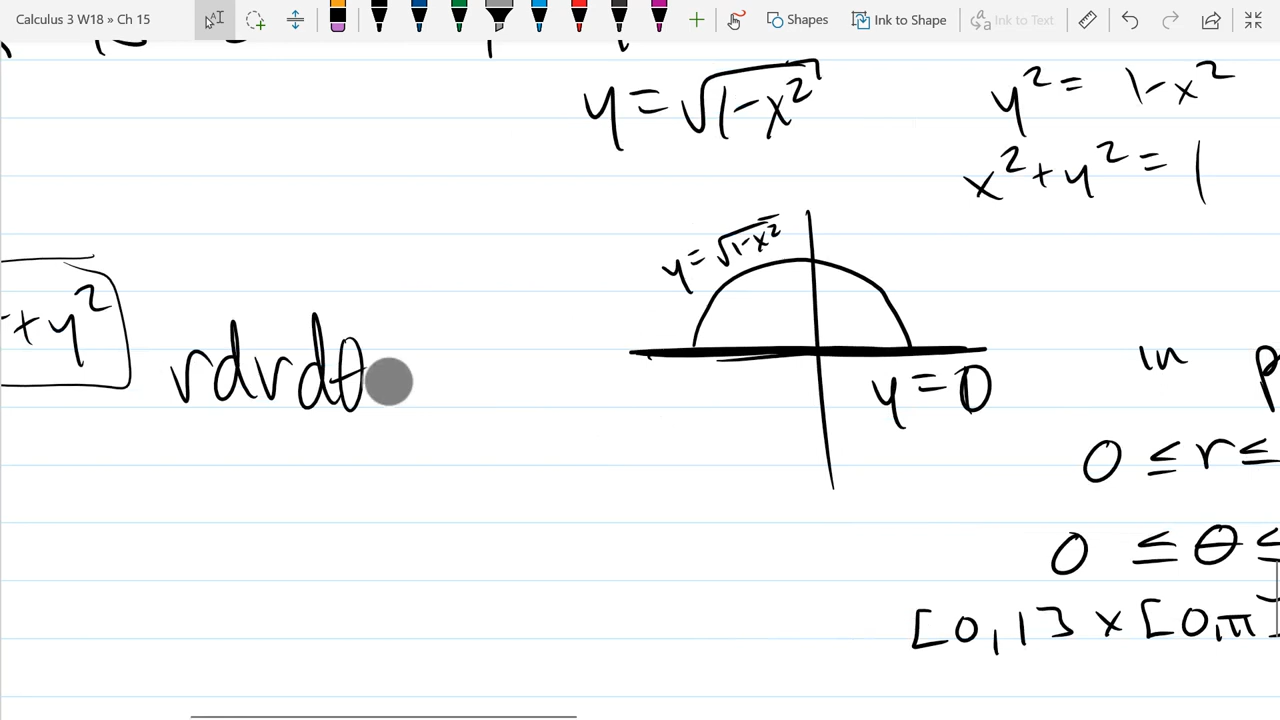 Calculus 3 W18 » Ch 15
Shapes
Ink to Shape
Ink to Text
y = √(1-x²)
y² = 1-x²
x²+y² = 1
y = √(1-x²)
+y²
rdrdθ
y = 0
in p
0 ≤ r ≤
0 ≤ θ ≤
[0,1] × [0,π]